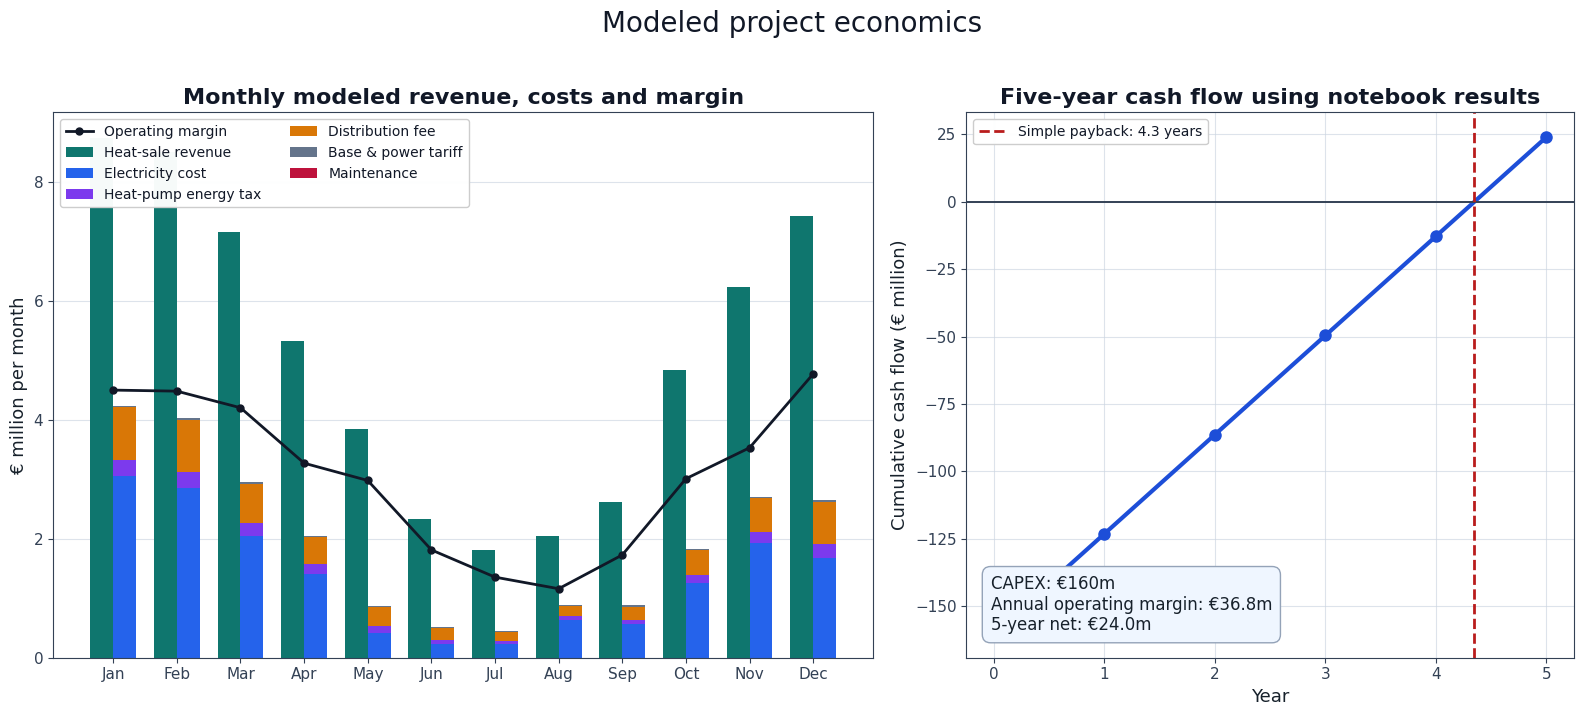 Modeled project economics
Monthly modeled revenue, costs and margin
€ million per month
8
6
4
2
0
Operating margin
Heat-sale revenue
Electricity cost
Heat-pump energy tax
Distribution fee
Base & power tariff
Maintenance
Jan Feb Mar Apr May Jun Jul Aug Sep Oct Nov Dec
Five-year cash flow using notebook results
Cumulative cash flow (€ million)
25
0
−25
−50
−75
−100
−125
−150
Simple payback: 4.3 years
CAPEX: €160m
Annual operating margin: €36.8m
5-year net: €24.0m
0 1 2 3 4 5
Year